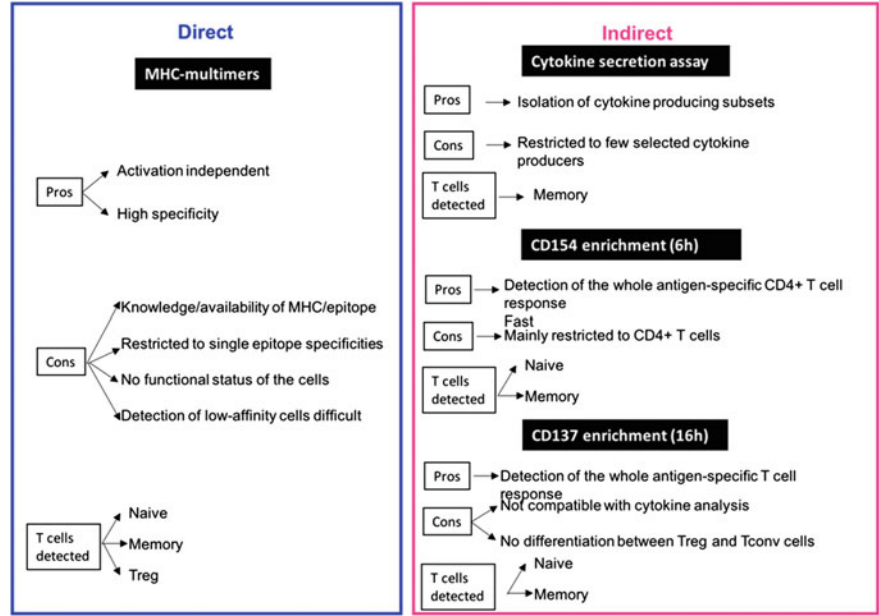 Direct
MHC-multimers
Pros
Activation independent
High specificity
Cons
Knowledge/availability of MHC/epitope
Restricted to single epitope specificities
No functional status of the cells
Detection of low-affinity cells difficult
T cells
detected
Naive
Memory
Treg
Indirect
Cytokine secretion assay
Pros
Isolation of cytokine producing subsets
Cons
Restricted to few selected cytokine
producers
T cells
detected
Memory
CD154 enrichment (6h)
Pros
Detection of the whole antigen-specific CD4+ T cell
response
Fast
Cons
Mainly restricted to CD4+ T cells
T cells
detected
Naive
Memory
CD137 enrichment (16h)
Pros
Detection of the whole antigen-specific T cell
response
Cons
Not compatible with cytokine analysis
No differentiation between Treg and Tconv cells
T cells
detected
Naive
Memory